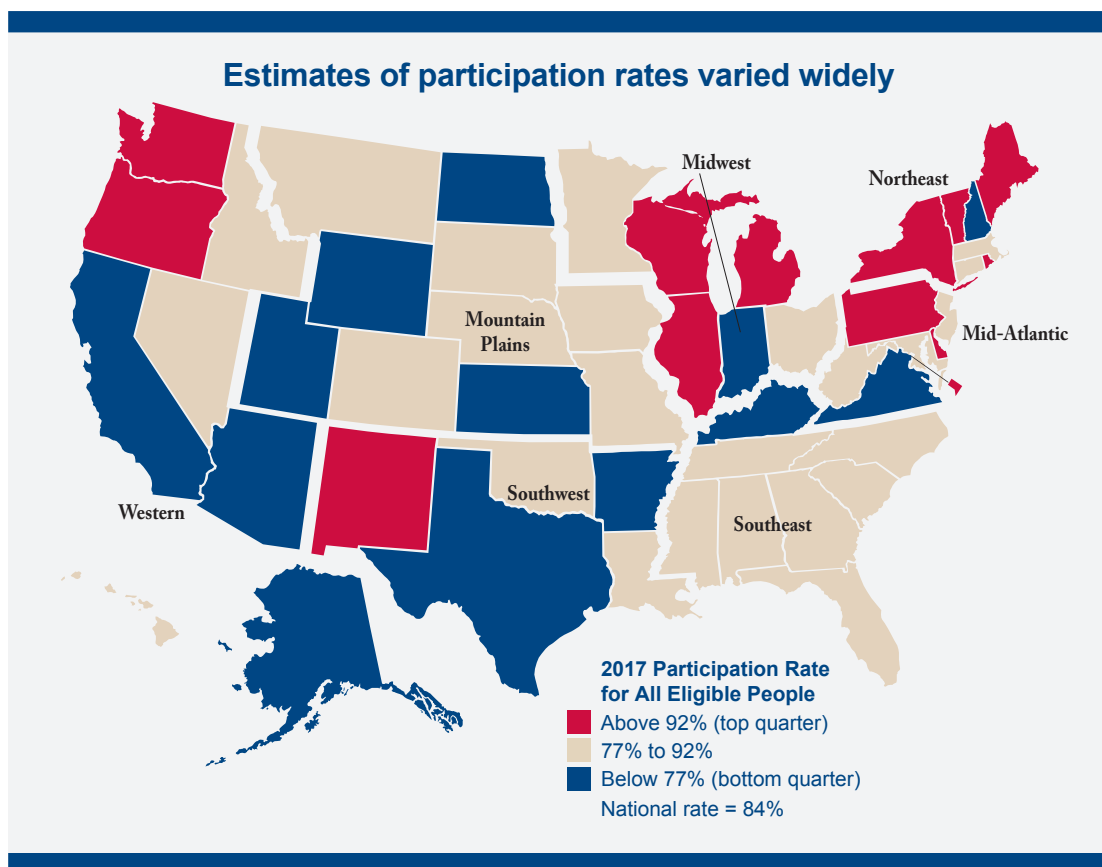 Estimates of participation rates varied widely
Midwest
Northeast
Mountain
Plains
Mid-Atlantic
Southwest
Western
Southeast
2017 Participation Rate
for All Eligible People
Above 92% (top quarter)
77% to 92%
Below 77% (bottom quarter)
National rate = 84%